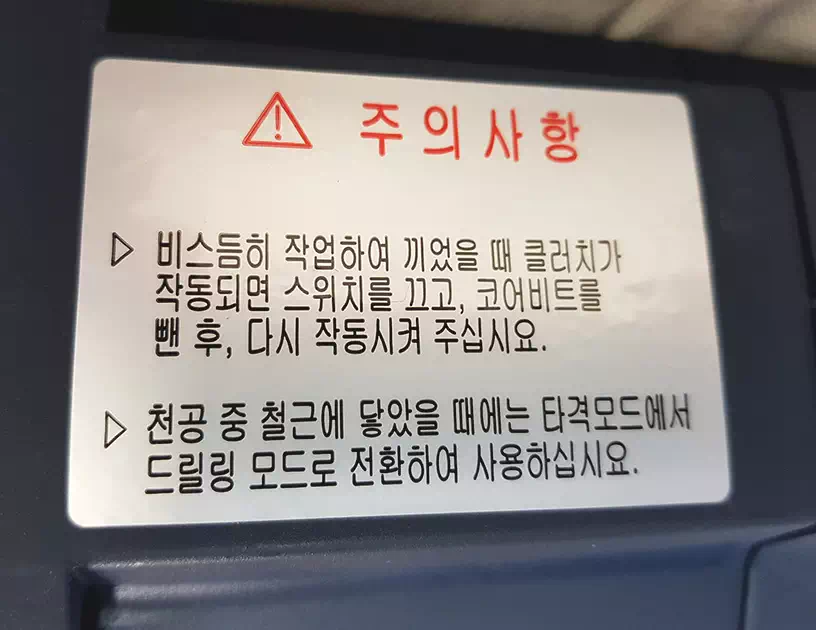 주의사항
▷ 비스듬히 작업하여 끼었을 때 클러치가
작동되면 스위치를 끄고, 코어비트를
뺀 후, 다시 작동시켜 주십시요.
▷ 천공 중 철근에 닿았을 때에는 타격모드에서
드릴링 모드로 전환하여 사용하십시요.